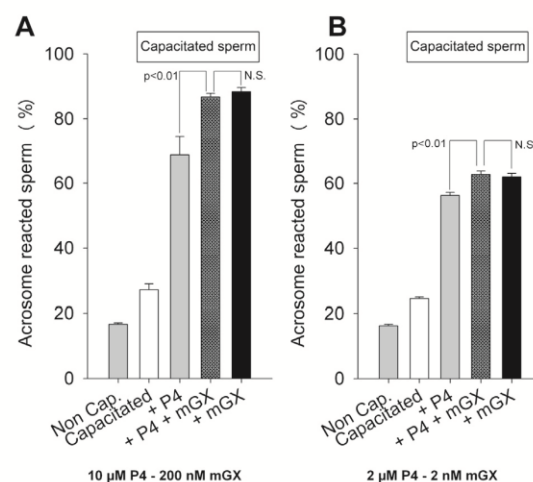 A
Capacitated sperm
p<0.01
N.S.
Acrosome reacted sperm ( %)
100
80
60
40
20
0
Non Cap.
Capacitated
+ P4
+ P4 + mGX
+ mGX
10 µM P4 - 200 nM mGX
B
Capacitated sperm
p<0.01
N.S
Acrosome reacted sperm ( %)
100
80
60
40
20
0
Non Cap.
Capacitated
+ P4
+ P4 + mGX
+ mGX
2 µM P4 - 2 nM mGX